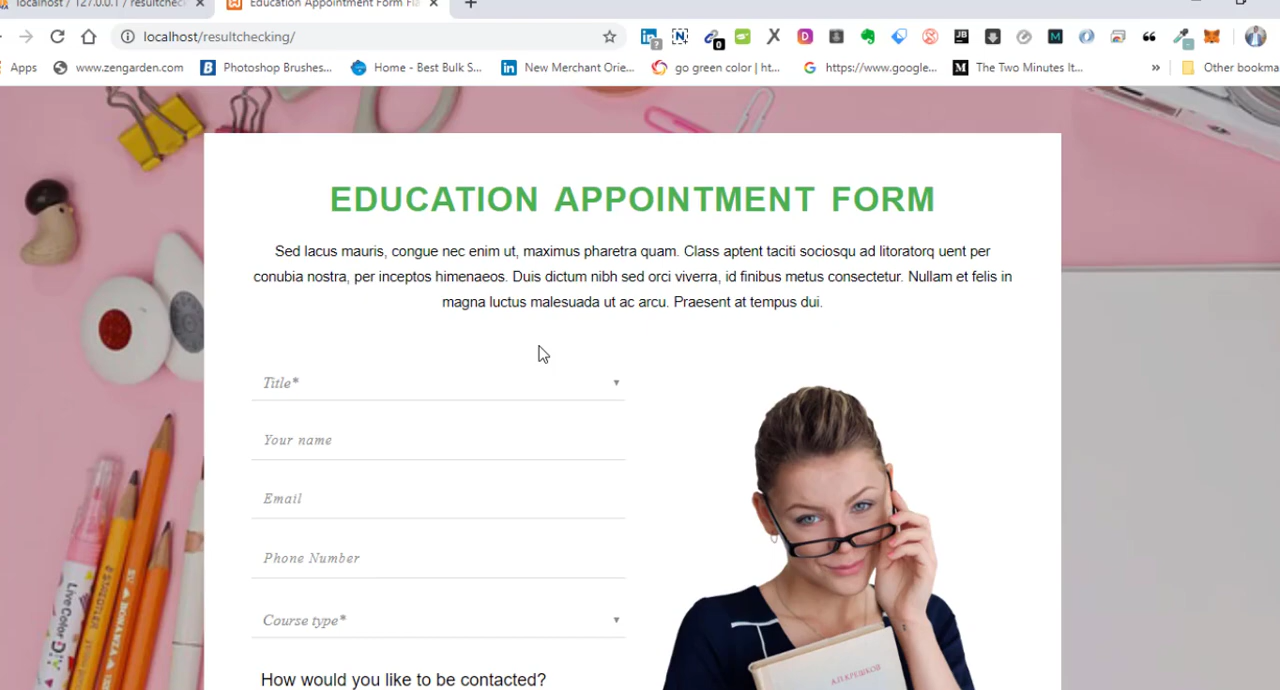 localhost / 127.0.0.1 / resultchec
Education Appointment Form Fla
localhost/resultchecking/
Apps
www.zengarden.com
Photoshop Brushes...
Home - Best Bulk S...
New Merchant Orie...
go green color | ht...
https://www.google...
The Two Minutes It...
»
Other bookma
EDUCATION APPOINTMENT FORM
Sed lacus mauris, congue nec enim ut, maximus pharetra quam. Class aptent taciti sociosqu ad litoratorq uent per
conubia nostra, per inceptos himenaeos. Duis dictum nibh sed orci viverra, id finibus metus consectetur. Nullam et felis in
magna luctus malesuada ut ac arcu. Praesent at tempus dui.
Title*
Your name
Email
Phone Number
Course type*
How would you like to be contacted?
Live Color Di